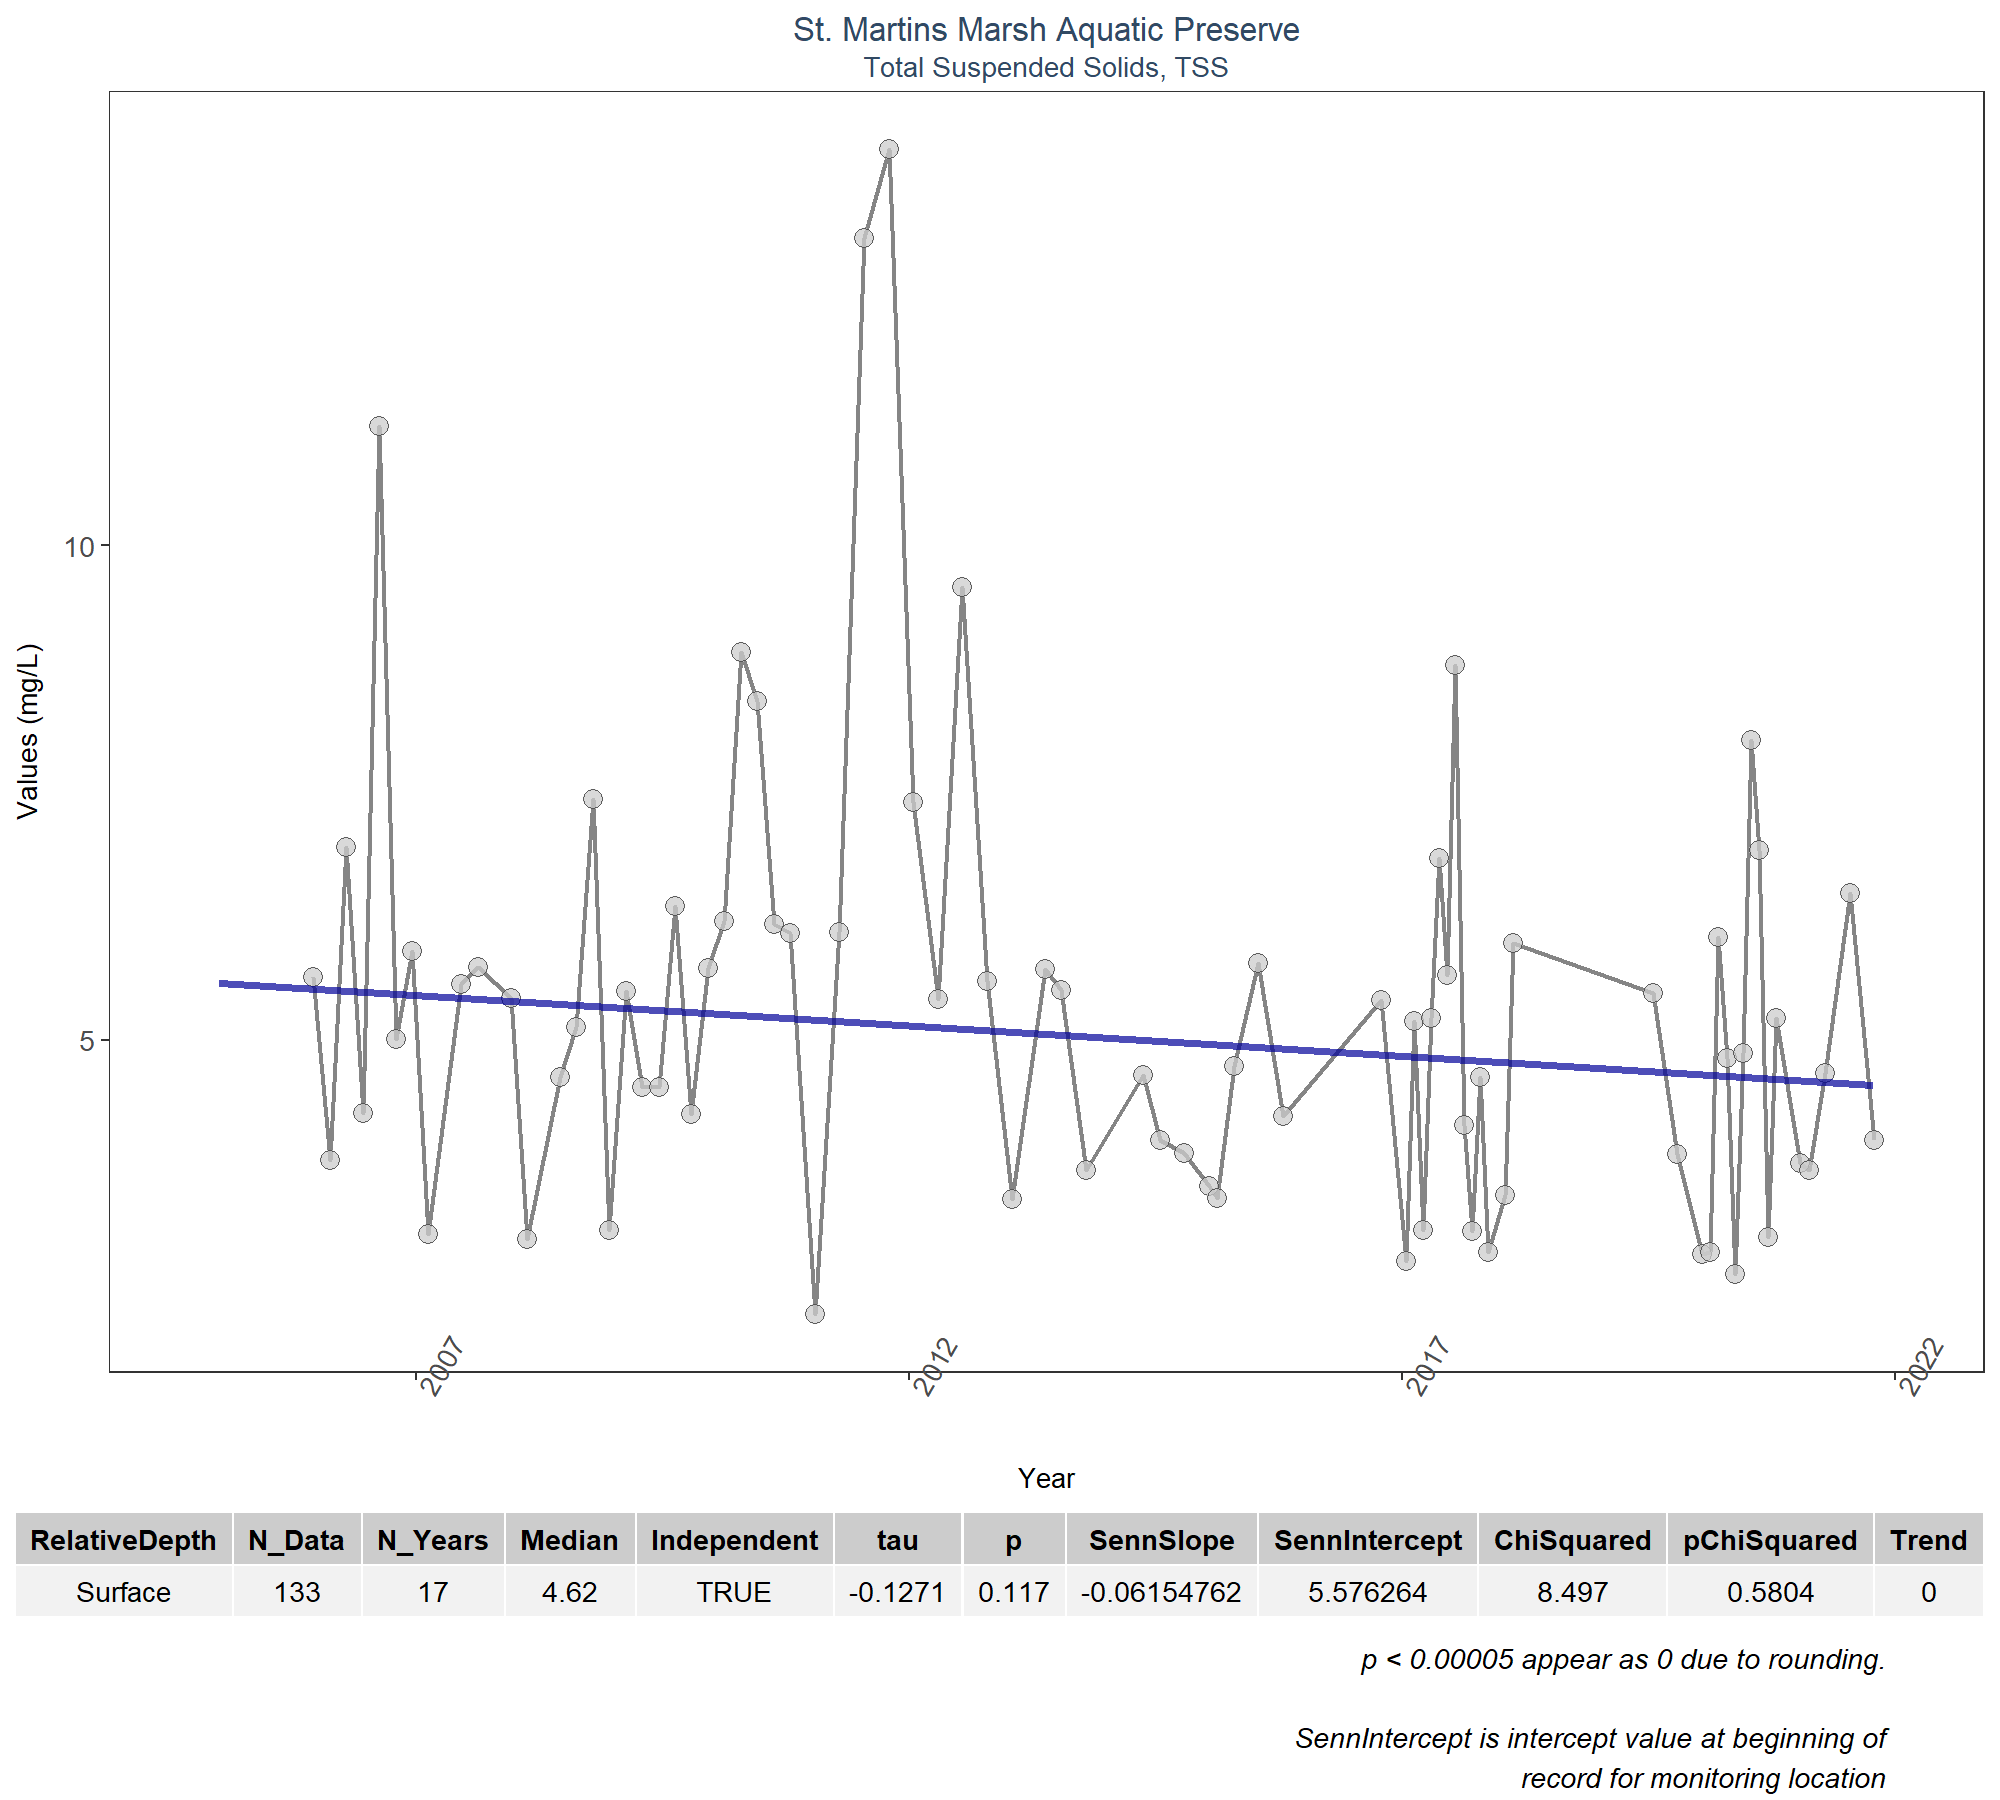 St. Martins Marsh Aquatic Preserve
Total Suspended Solids, TSS
Values (mg/L)
10
5
2007
2012
2017
2022
Year
RelativeDepth N_Data N_Years Median Independent tau p SennSlope SennIntercept ChiSquared pChiSquared Trend
Surface 133 17 4.62 TRUE -0.1271 0.117 -0.06154762 5.576264 8.497 0.5804 0
p < 0.00005 appear as 0 due to rounding.
SennIntercept is intercept value at beginning of
record for monitoring location